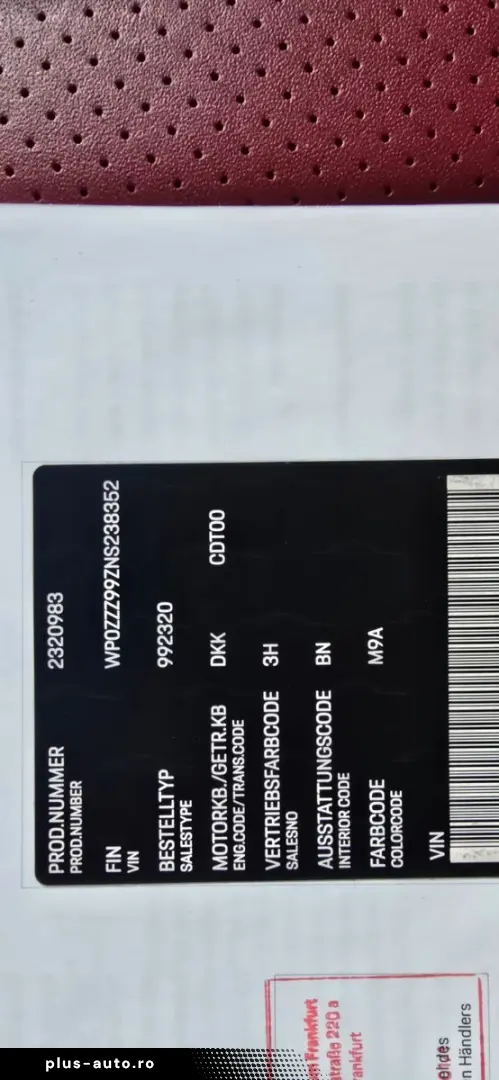 PROD.NUMMER 2320983
PROD.NUMBER
FIN WP0ZZZ99ZNS238352
VIN
BESTELLTYP 992320
SALESTYPE
MOTORKB./GETR.KB DKK CDT00
ENG.CODE/TRANS.CODE
VERTRIEBSFARBCODE 3H
SALESNO
AUSSTATTUNGSCODE BN
INTERIOR CODE
FARBCODE M9A
COLORCODE
VIN
Frankfurt
traße 220 a
rankfurt
n Händlers
plus-auto.ro